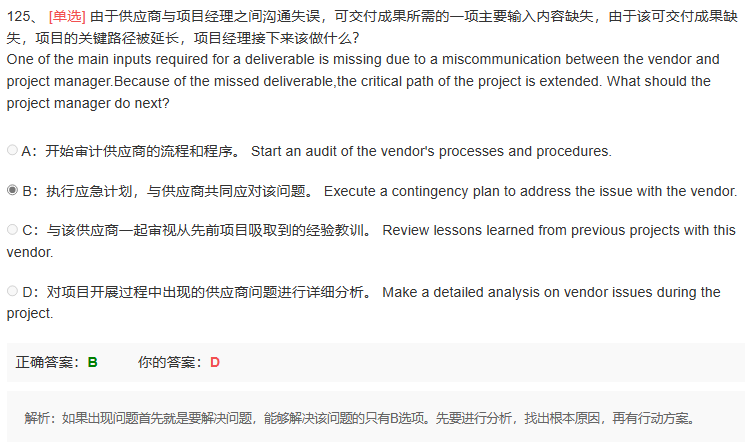 125、 [单选] 由于供应商与项目经理之间沟通失误，可交付成果所需的一项主要输入内容缺失，由于该可交付成果缺
失，项目的关键路径被延长，项目经理接下来该做什么?
One of the main inputs required for a deliverable is missing due to a miscommunication between the vendor and
project manager.Because of the missed deliverable,the critical path of the project is extended. What should the
project manager do next?
A：开始审计供应商的流程和程序。 Start an audit of the vendor's processes and procedures.
B：执行应急计划，与供应商共同应对该问题。 Execute a contingency plan to address the issue with the vendor.
C：与该供应商一起审视从先前项目吸取到的经验教训。 Review lessons learned from previous projects with this
vendor.
D：对项目开展过程中出现的供应商问题进行详细分析。 Make a detailed analysis on vendor issues during the
project.
正确答案：B 你的答案：D
解析：如果出现问题首先就是要解决问题，能够解决该问题的只有B选项。先要进行分析，找出根本原因，再有行动方案。